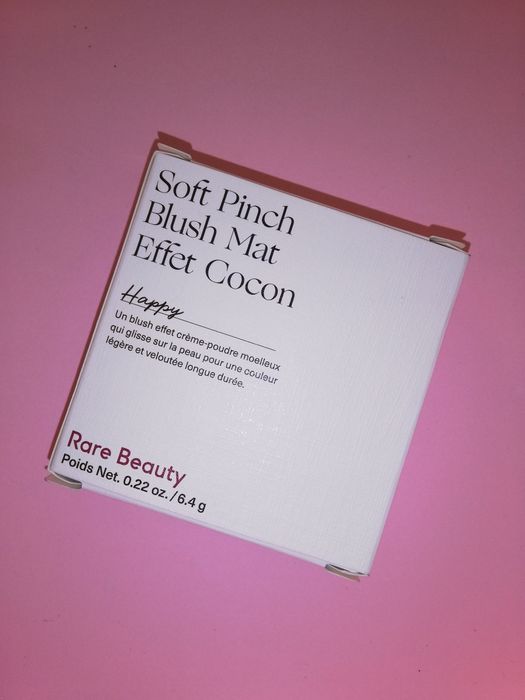 Soft Pinch
Blush Mat
Effet Cocon
Happy
Un blush effet crème-poudre moelleux
qui glisse sur la peau pour une couleur
légère et veloutée longue durée.
Rare Beauty
Poids Net. 0.22 oz. / 6.4 g